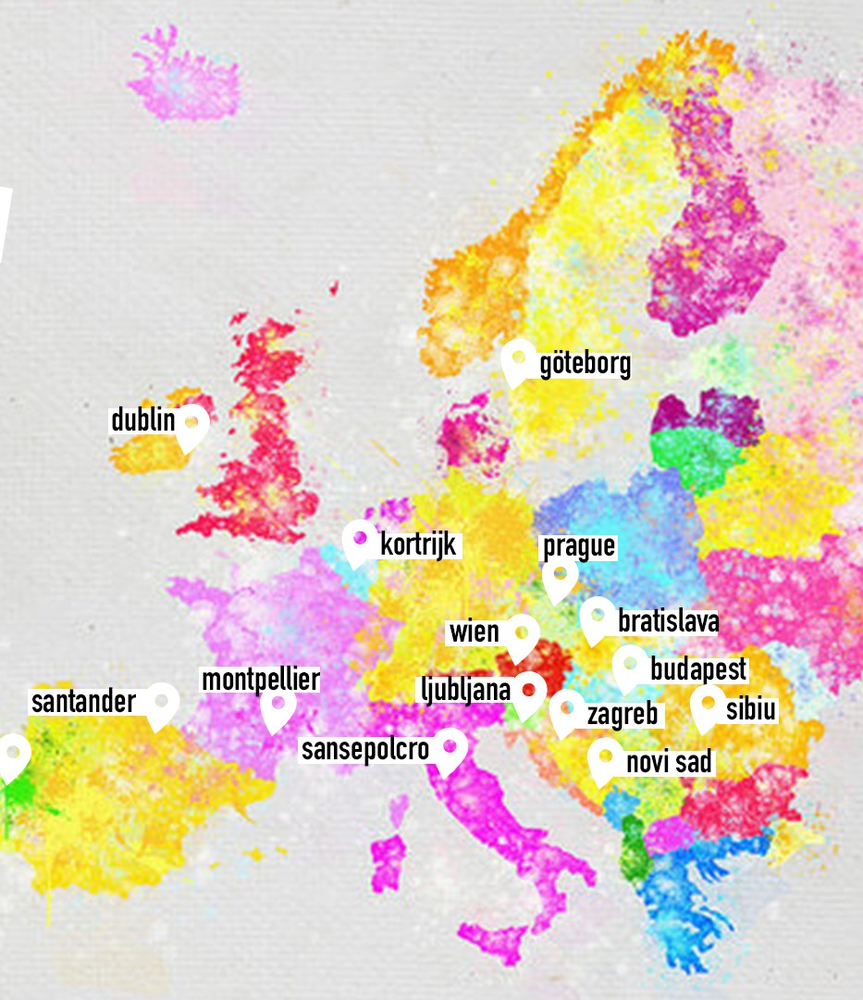 göteborg
dublin
kortrijk
prague
bratislava
wien
budapest
montpellier
ljubljana
santander
zagreb
sibiu
sansepolcro
novi sad